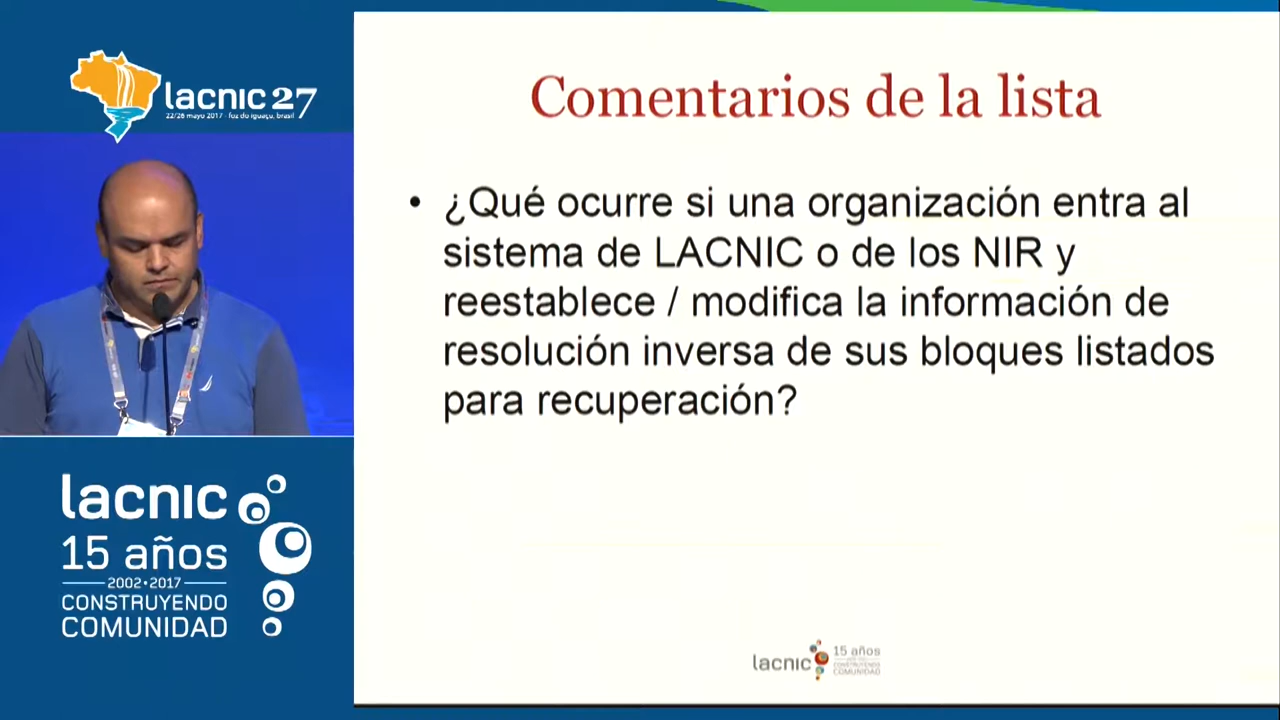 lacnic 27
22/26 mayo 2017 - foz do iguaçu, brasil
Comentarios de la lista
• ¿Qué ocurre si una organización entra al
sistema de LACNIC o de los NIR y
reestablece / modifica la información de
resolución inversa de sus bloques listados
para recuperación?
lacnic
15 años
2002•2017
CONSTRUYENDO
COMUNIDAD
lacnic
15 años
CONSTRUYENDO
COMUNIDAD